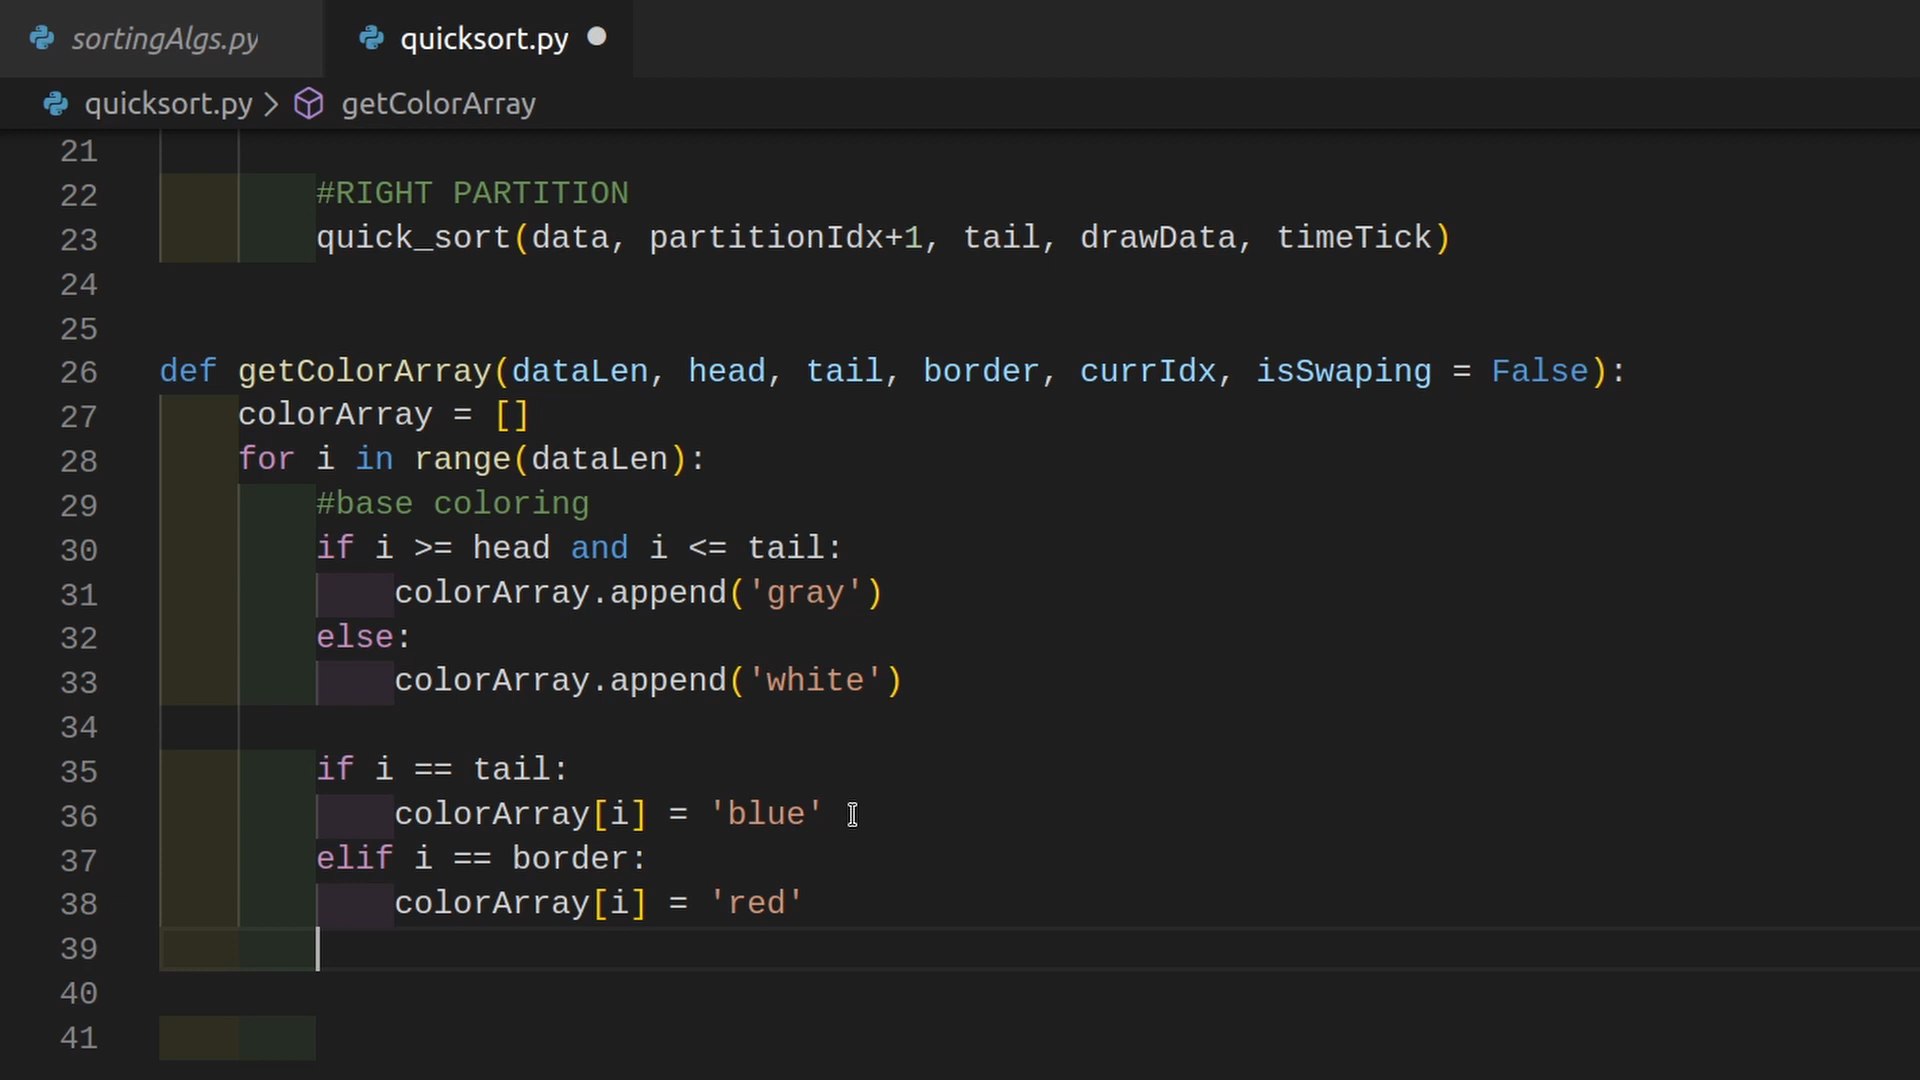 sortingAlgs.py quicksort.py
quicksort.py > getColorArray
21
22 #RIGHT PARTITION
23 quick_sort(data, partitionIdx+1, tail, drawData, timeTick)
24
25
26 def getColorArray(dataLen, head, tail, border, currIdx, isSwaping = False):
27 colorArray = []
28 for i in range(dataLen):
29 #base coloring
30 if i >= head and i <= tail:
31 colorArray.append('gray')
32 else:
33 colorArray.append('white')
34
35 if i == tail:
36 colorArray[i] = 'blue'
37 elif i == border:
38 colorArray[i] = 'red'
39
40
41